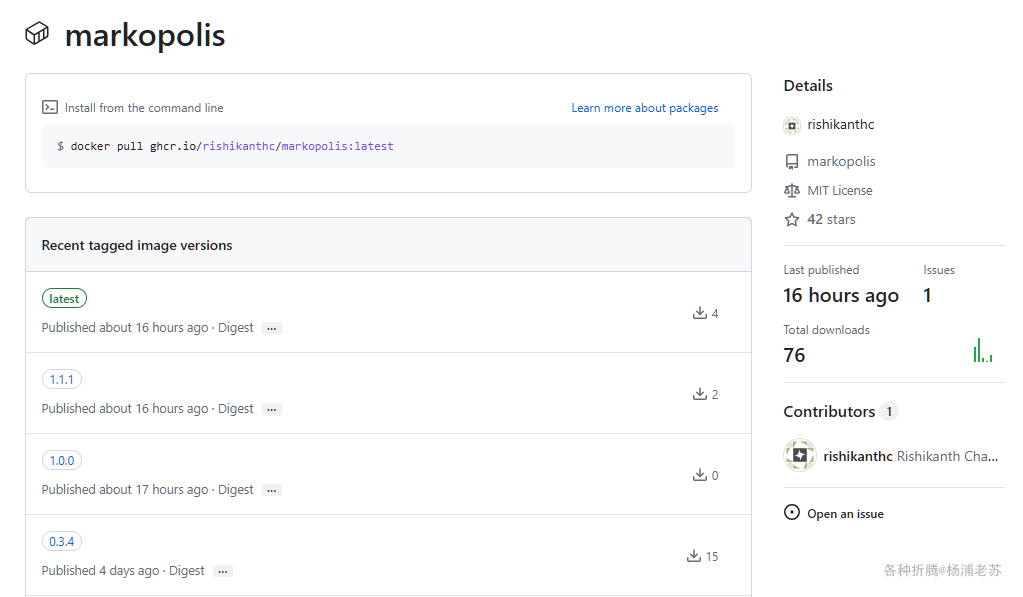 markopolis
Install from the command line
Learn more about packages
$ docker pull ghcr.io/rishikanthc/markopolis:latest
Recent tagged image versions
latest
Published about 16 hours ago · Digest ...
4
1.1.1
Published about 16 hours ago · Digest ...
2
1.0.0
Published about 17 hours ago · Digest ...
0
0.3.4
Published 4 days ago · Digest ...
15
Details
rishikanthc
markopolis
MIT License
42 stars
Last published
16 hours ago
Issues
1
Total downloads
76
Contributors 1
rishikanthc Rishikanth Cha...
Open an issue
各种折腾@杨浦老苏